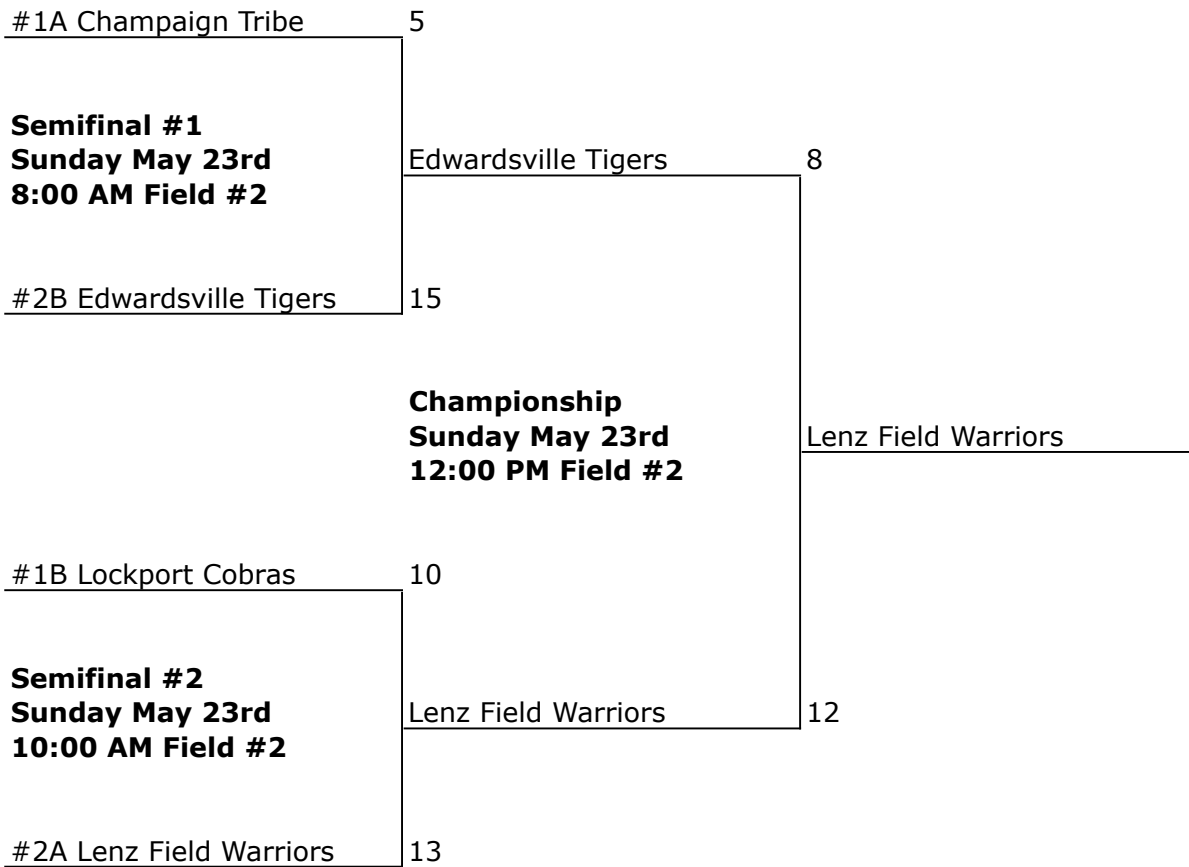 #1A Champaign Tribe 5
Semifinal #1
Sunday May 23rd Edwardsville Tigers 8
8:00 AM Field #2
#2B Edwardsville Tigers 15
Championship
Sunday May 23rd Lenz Field Warriors
12:00 PM Field #2
#1B Lockport Cobras 10
Semifinal #2
Sunday May 23rd Lenz Field Warriors 12
10:00 AM Field #2
#2A Lenz Field Warriors 13